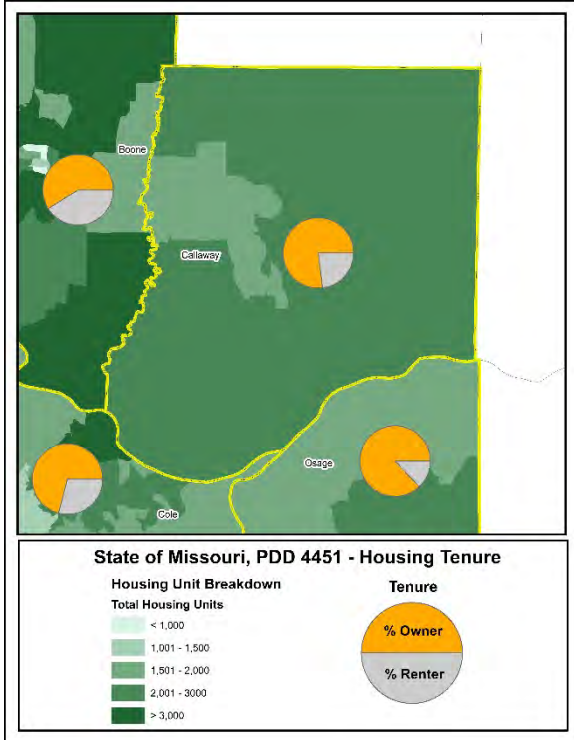 Boone
Callaway
Osage
Cole
State of Missouri, PDD 4451 - Housing Tenure
Housing Unit Breakdown
Total Housing Units
< 1,000
1,001 - 1,500
1,501 - 2,000
2,001 - 3000
> 3,000
Tenure
% Owner
% Renter